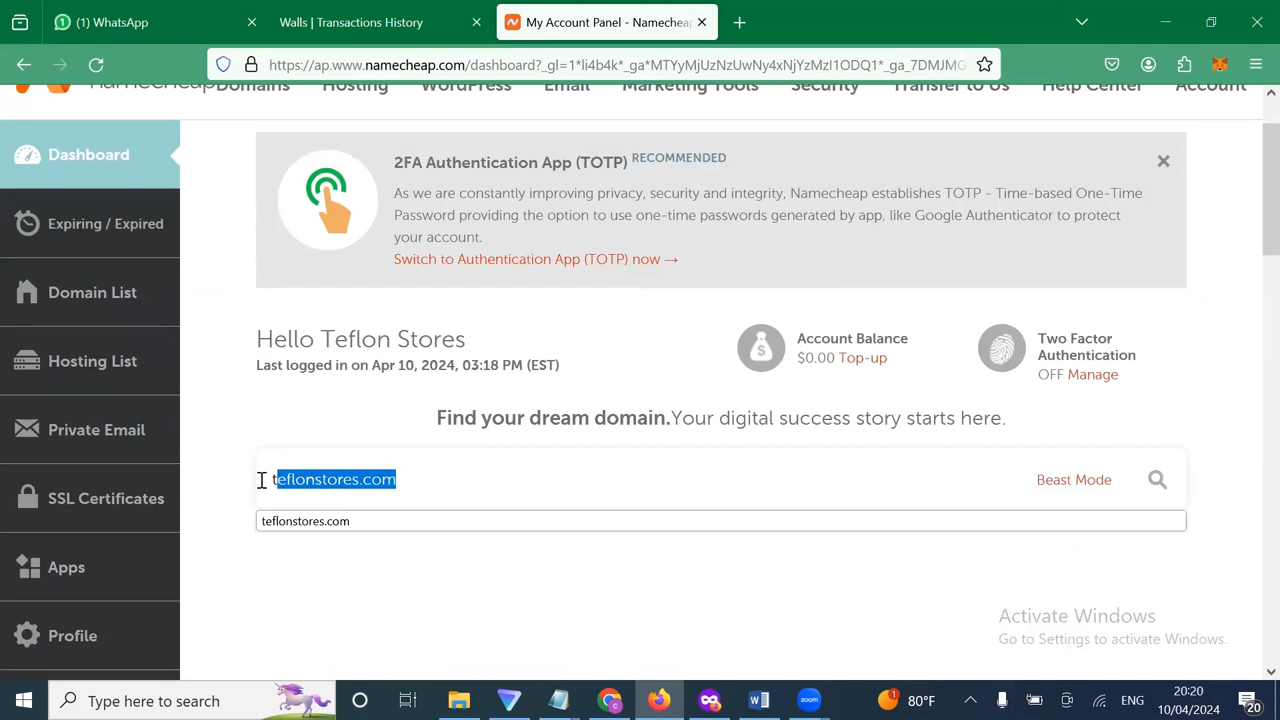 (1) WhatsApp
Walls | Transactions History
My Account Panel - Namecheap
https://ap.www.namecheap.com/dashboard?_gl=1*li4b4k*_ga*MTYyMjUzNzUwNy4xNjYzMzI1ODQ1*_ga_7DMJMG
namecheap
Domains Hosting WordPress Email Marketing Tools Security Transfer to Us Help Center Account
Dashboard
Expiring / Expired
Domain List
Hosting List
Private Email
SSL Certificates
Apps
Profile
2FA Authentication App (TOTP) RECOMMENDED
As we are constantly improving privacy, security and integrity, Namecheap establishes TOTP - Time-based One-Time
Password providing the option to use one-time passwords generated by app, like Google Authenticator to protect
your account.
Switch to Authentication App (TOTP) now →
Hello Teflon Stores
Last logged in on Apr 10, 2024, 03:18 PM (EST)
Account Balance
$0.00 Top-up
Two Factor
Authentication
OFF Manage
Find your dream domain.Your digital success story starts here.
teflonstores.com
Beast Mode
teflonstores.com
Activate Windows
Go to Settings to activate Windows.
Type here to search
1
80°F
ENG
20:20
10/04/2024
20